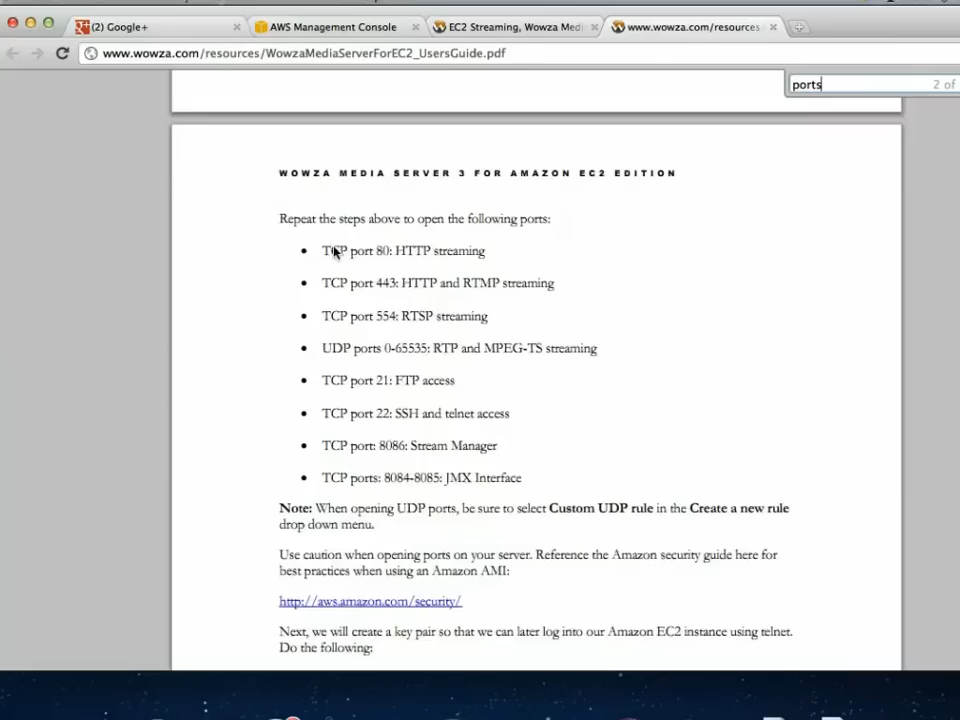 (2) Google+
AWS Management Console
EC2 Streaming, Wowza Medi
www.wowza.com/resources
www.wowza.com/resources/WowzaMediaServerForEC2_UsersGuide.pdf
ports
2 of
WOWZA MEDIA SERVER 3 FOR AMAZON EC2 EDITION
Repeat the steps above to open the following ports:
• TCP port 80: HTTP streaming
• TCP port 443: HTTP and RTMP streaming
• TCP port 554: RTSP streaming
• UDP ports 0-65535: RTP and MPEG-TS streaming
• TCP port 21: FTP access
• TCP port 22: SSH and telnet access
• TCP port: 8086: Stream Manager
• TCP ports: 8084-8085: JMX Interface
Note: When opening UDP ports, be sure to select Custom UDP rule in the Create a new rule
drop down menu.
Use caution when opening ports on your server. Reference the Amazon security guide here for
best practices when using an Amazon AMI:
http://aws.amazon.com/security/
Next, we will create a key pair so that we can later log into our Amazon EC2 instance using telnet.
Do the following: